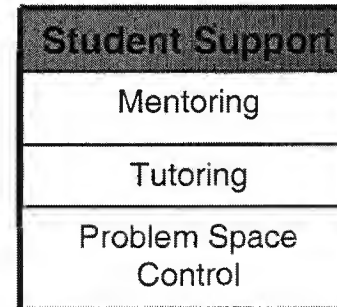 Student Support
Mentoring
Tutoring
Problem Space
Control